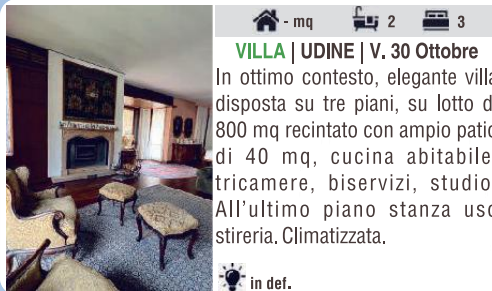 - mq 2 3
VILLA | UDINE | V. 30 Ottobre
In ottimo contesto, elegante villa
disposta su tre piani, su lotto d
800 mq recintato con ampio patio
di 40 mq, cucina abitabile
tricamere, biservizi, studio
All'ultimo piano stanza uso
stireria. Climatizzata.
in def.